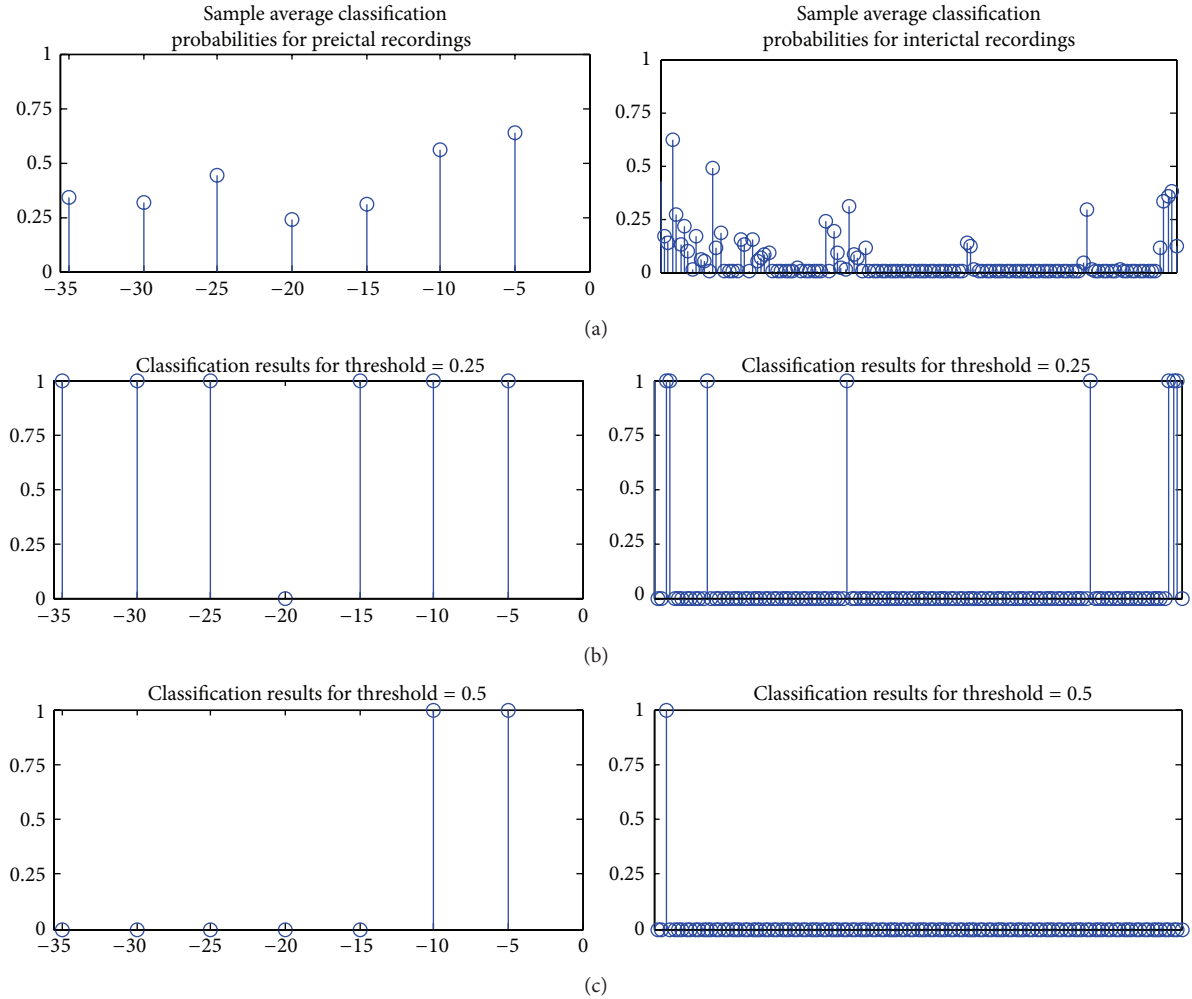 Sample average classification
probabilities for preictal recordings
1
0.75
0.5
0.25
0
−35 −30 −25 −20 −15 −10 −5 0
Sample average classification
probabilities for interictal recordings
1
0.75
0.5
0.25
0
(a)
Classification results for threshold = 0.25
1
0.75
0.5
0.25
0
−35 −30 −25 −20 −15 −10 −5 0
Classification results for threshold = 0.25
1
0.75
0.5
0.25
0
(b)
Classification results for threshold = 0.5
1
0.75
0.5
0.25
0
−35 −30 −25 −20 −15 −10 −5 0
Classification results for threshold = 0.5
1
0.75
0.5
0.25
0
(c)